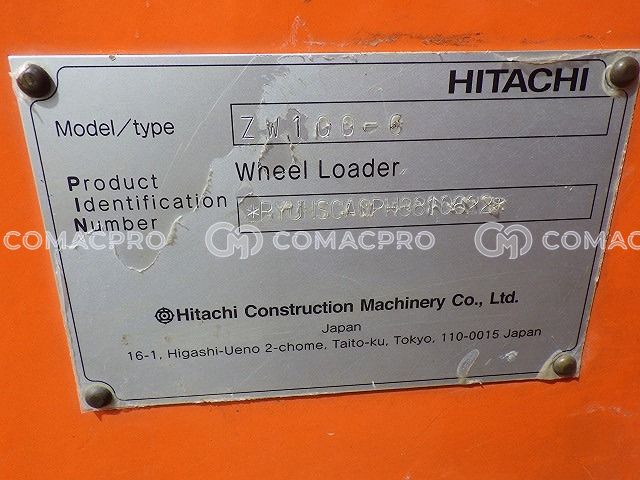 HITACHI
Model/type ZW100-6
Wheel Loader
Product
Identification
Number
COMACPRO COMACPRO COMACPRO
Hitachi Construction Machinery Co., Ltd.
Japan
16-1, Higashi-Ueno 2-chome, Taito-ku, Tokyo, 110-0015 Japan